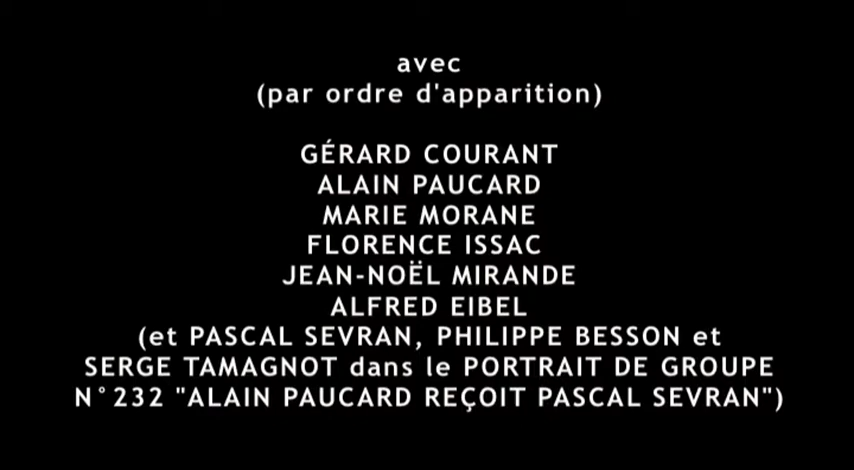 avec
(par ordre d'apparition)
GÉRARD COURANT
ALAIN PAUCARD
MARIE MORANE
FLORENCE ISSAC
JEAN-NOËL MIRANDE
ALFRED EIBEL
(et PASCAL SEVRAN, PHILIPPE BESSON et
SERGE TAMAGNOT dans le PORTRAIT DE GROUPE
N°232 "ALAIN PAUCARD REÇOIT PASCAL SEVRAN")